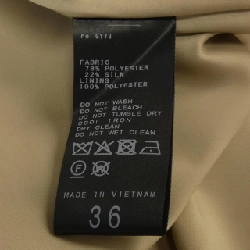 FABRIC
78% POLYESTER
22% SILK
LINING
100% POLYESTER
DO NOT WASH
DO NOT BLEACH
DO NOT TUMBLE DRY
COOL IRON
DRY CLEAN
DO NOT WET CLEAN
MADE IN VIETNAM
36